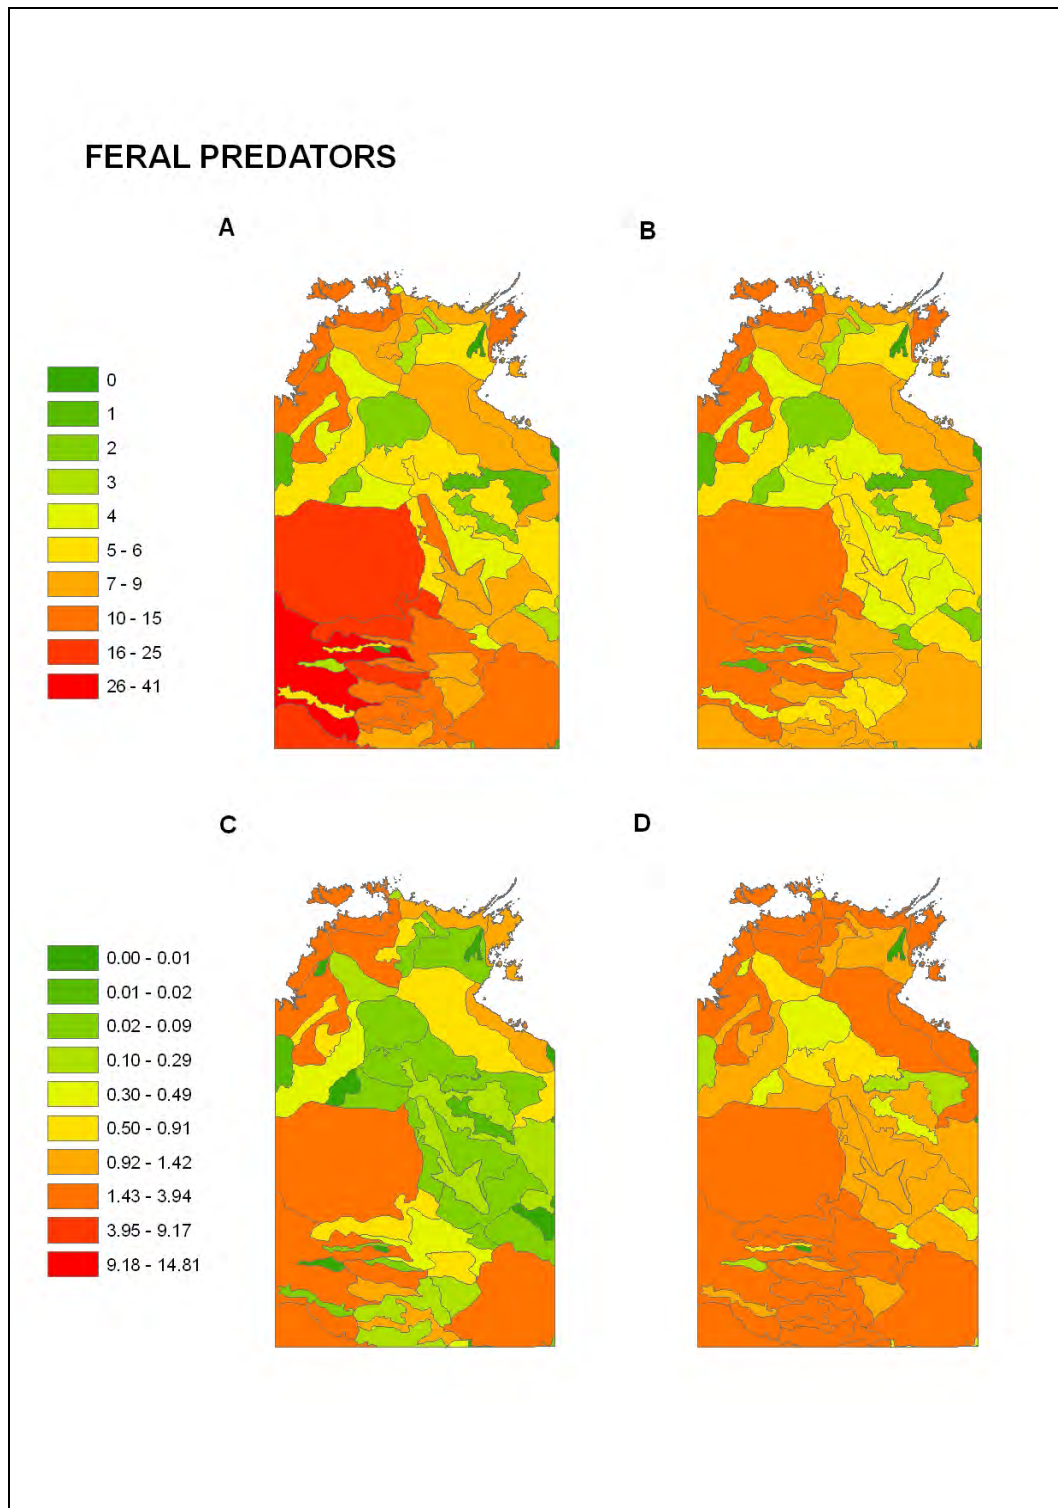 FERAL PREDATORS
A
B
0
1
2
3
4
5 - 6
7 - 9
10 - 15
16 - 25
26 - 41
C
D
0.00 - 0.01
0.01 - 0.02
0.02 - 0.09
0.10 - 0.29
0.30 - 0.49
0.50 - 0.91
0.92 - 1.42
1.43 - 3.94
3.95 - 9.17
9.18 - 14.81